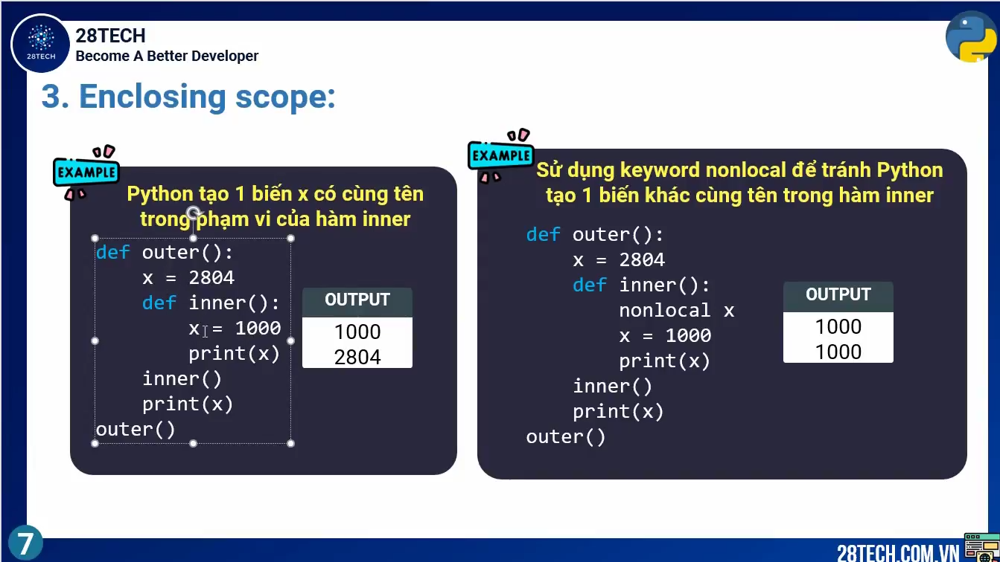 28TECH
28TECH
Become A Better Developer
3. Enclosing scope:
EXAMPLE
Python tạo 1 biến x có cùng tên
trong phạm vi của hàm inner
def outer():
x = 2804
def inner():
x = 1000
print(x)
inner()
print(x)
outer()
OUTPUT
1000
2804
EXAMPLE
Sử dụng keyword nonlocal để tránh Python
tạo 1 biến khác cùng tên trong hàm inner
def outer():
x = 2804
def inner():
nonlocal x
x = 1000
print(x)
inner()
print(x)
outer()
OUTPUT
1000
1000
7
28TECH.COM.VN